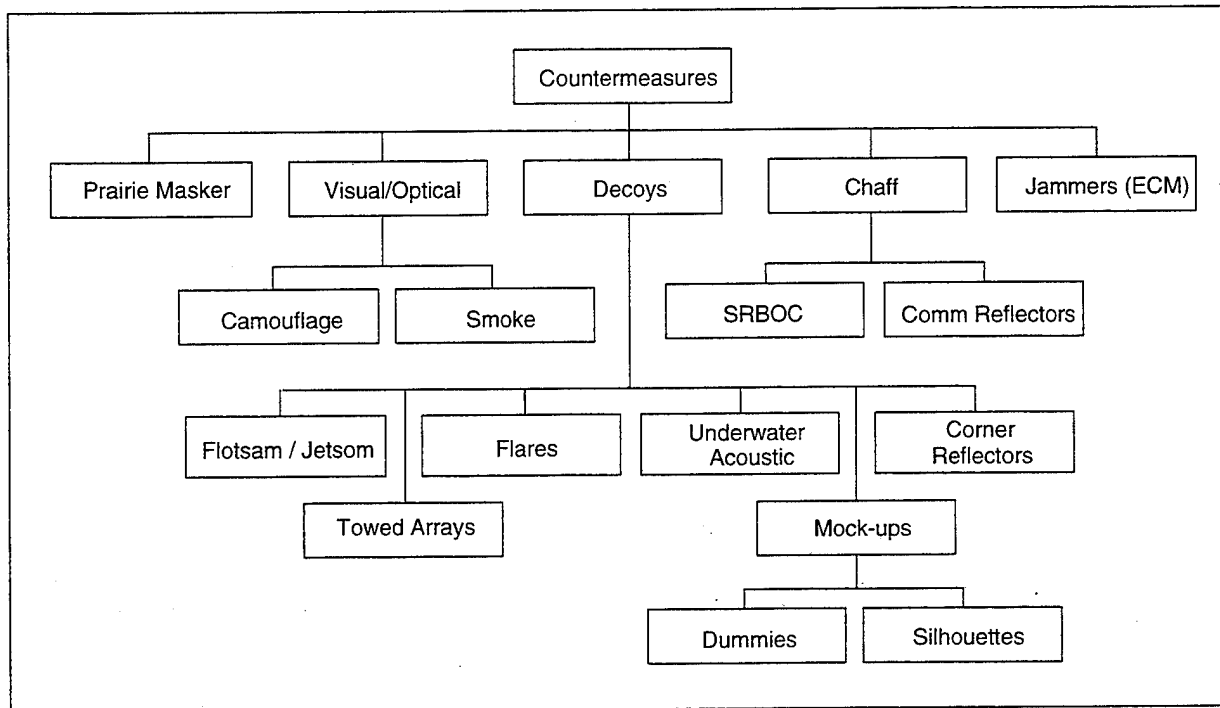 Countermeasures
Prairie Masker
Visual/Optical
Decoys
Chaff
Jammers (ECM)
Camouflage
Smoke
SRBOC
Comm Reflectors
Flotsam / Jetsom
Flares
Underwater
Acoustic
Corner
Reflectors
Towed Arrays
Mock-ups
Dummies
Silhouettes